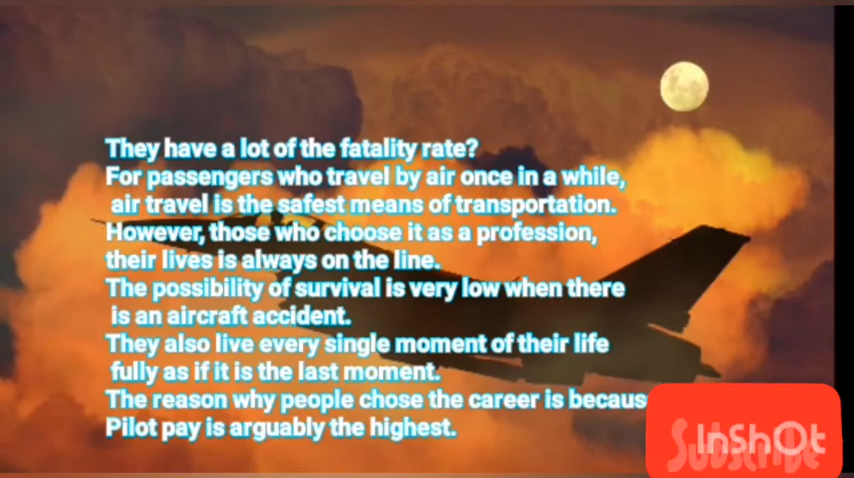 They have a lot of the fatality rate?
For passengers who travel by air once in a while,
air travel is the safest means of transportation.
However, those who choose it as a profession,
their lives is always on the line.
The possibility of survival is very low when there
is an aircraft accident.
They also live every single moment of their life
fully as if it is the last moment.
The reason why people chose the career is becaus
Pilot pay is arguably the highest.
InShOt
Subscribe